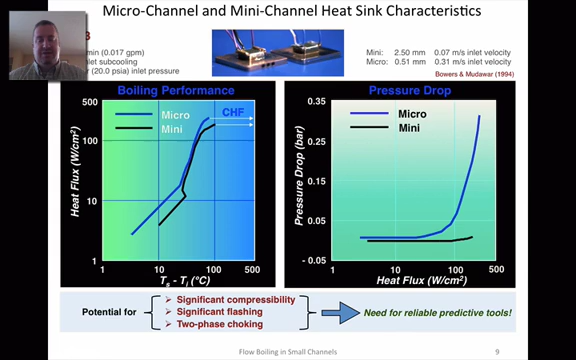 Micro-Channel and Mini-Channel Heat Sink Characteristics
min (0.017 gpm)
nlet subcooling
(20.0 psia) inlet pressure
Mini: 2.50 mm 0.07 m/s inlet velocity
Micro: 0.51 mm 0.31 m/s inlet velocity
Bowers & Mudawar (1994)
Boiling Performance
500
100
10
1
Heat Flux (W/cm²)
Micro
Mini
CHF
1 10 100 500
Ts - Ti (°C)
Pressure Drop
0.35
0.25
0.15
0.05
-0.05
Pressure Drop (bar)
Micro
Mini
1 10 100 500
Heat Flux (W/cm²)
Potential for
Significant compressibility
Significant flashing
Two-phase choking
Need for reliable predictive tools!
Flow Boiling in Small Channels
9